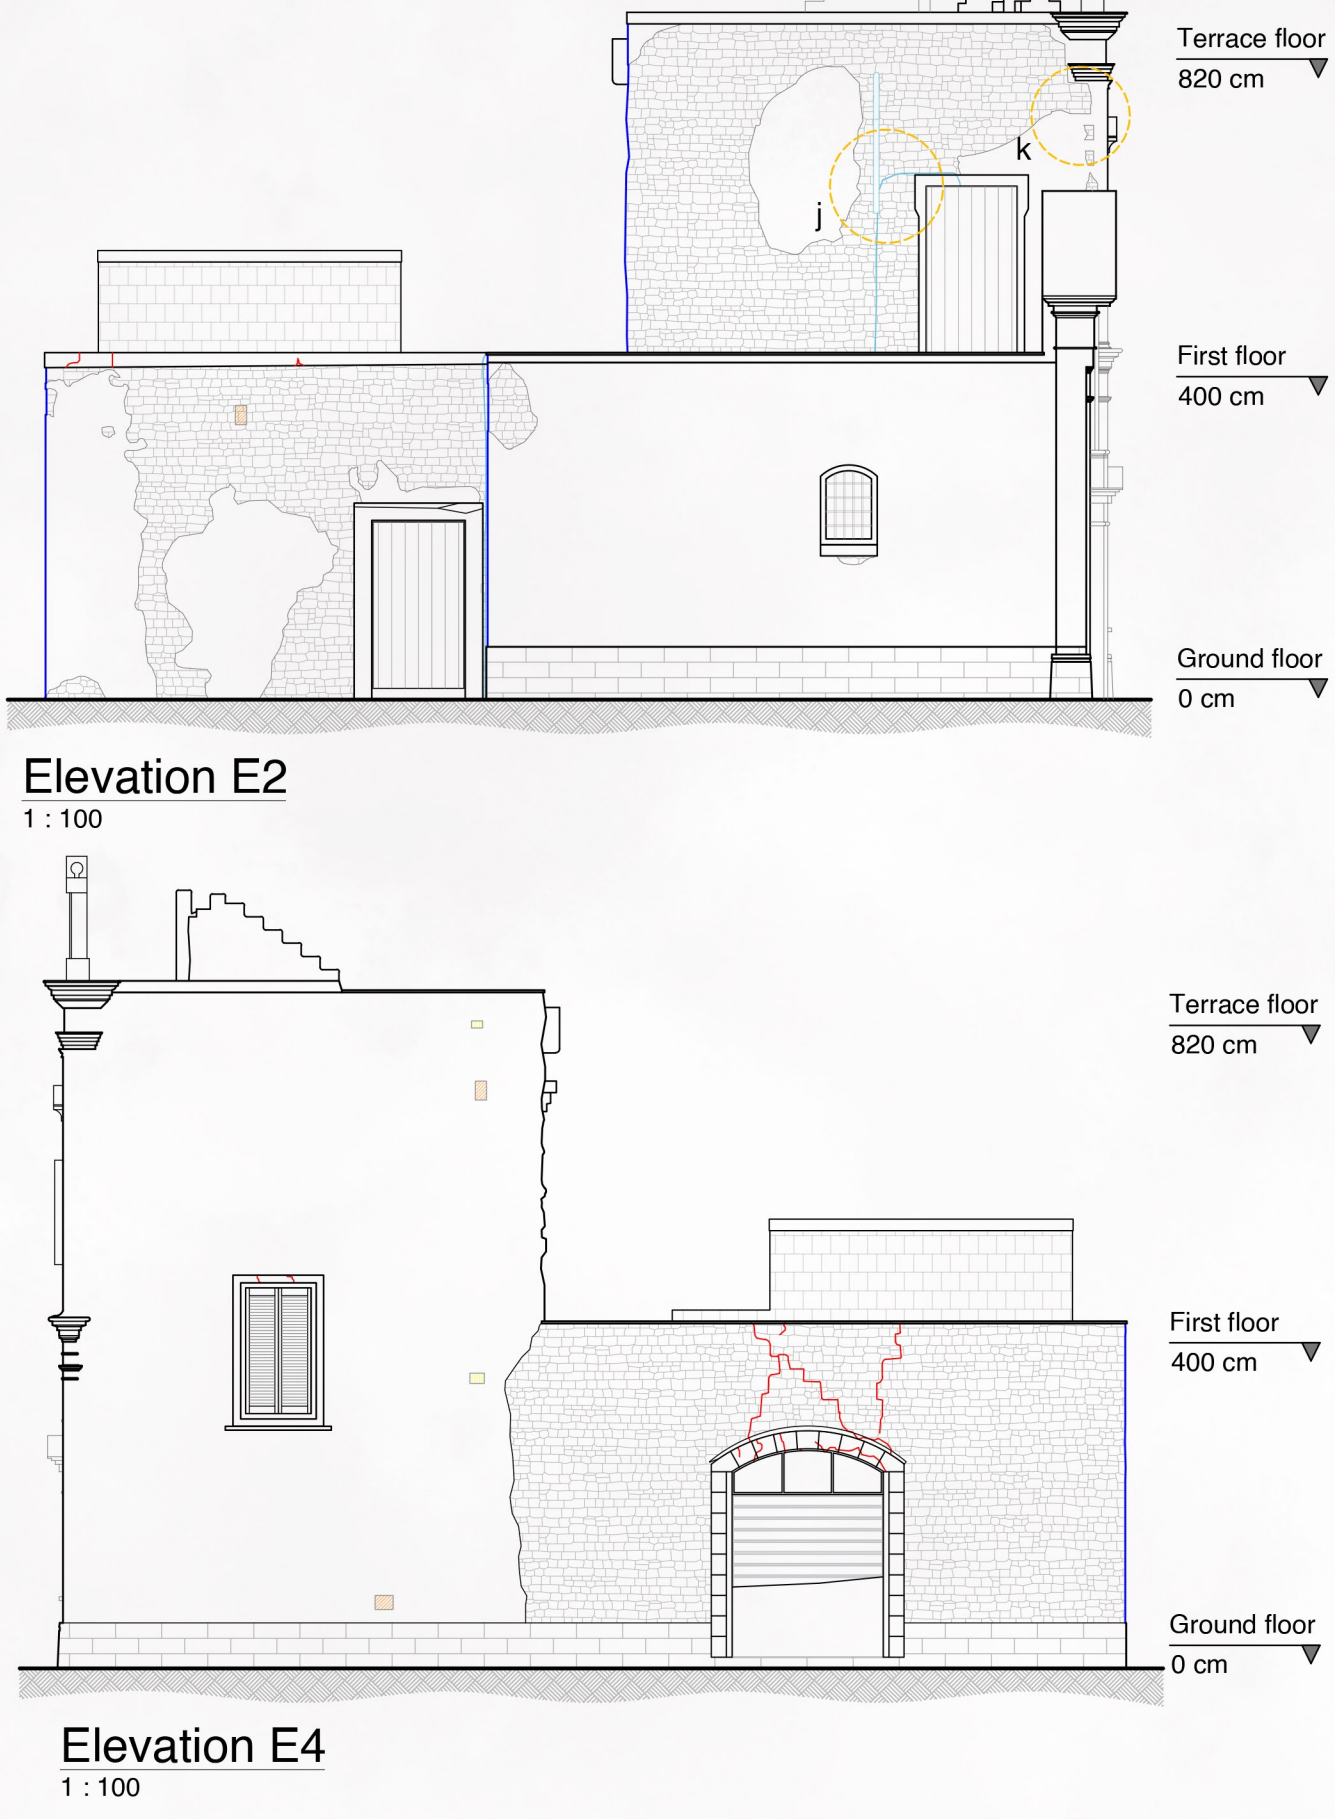 Terrace floor
820 cm
k
j
First floor
400 cm
Ground floor
0 cm
Elevation E2
1 : 100
Terrace floor
820 cm
First floor
400 cm
Ground floor
0 cm
Elevation E4
1 : 100